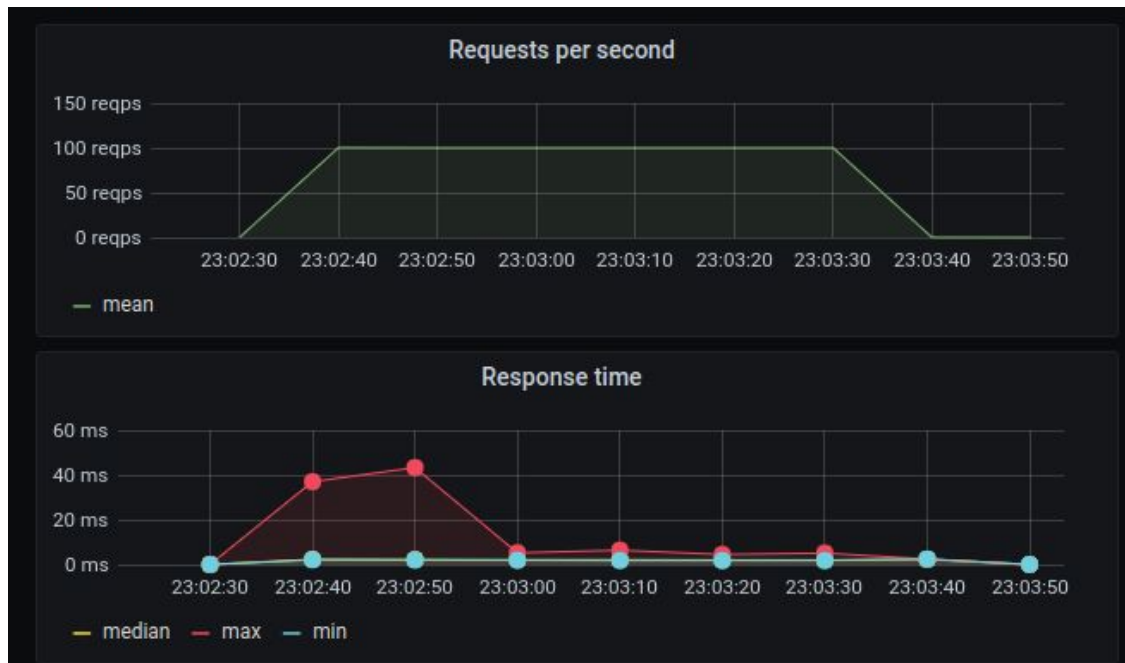 Requests per second
150 reqps
100 reqps
50 reqps
0 reqps
23:02:30 23:02:40 23:02:50 23:03:00 23:03:10 23:03:20 23:03:30 23:03:40 23:03:50
mean
Response time
60 ms
40 ms
20 ms
0 ms
23:02:30 23:02:40 23:02:50 23:03:00 23:03:10 23:03:20 23:03:30 23:03:40 23:03:50
median max min